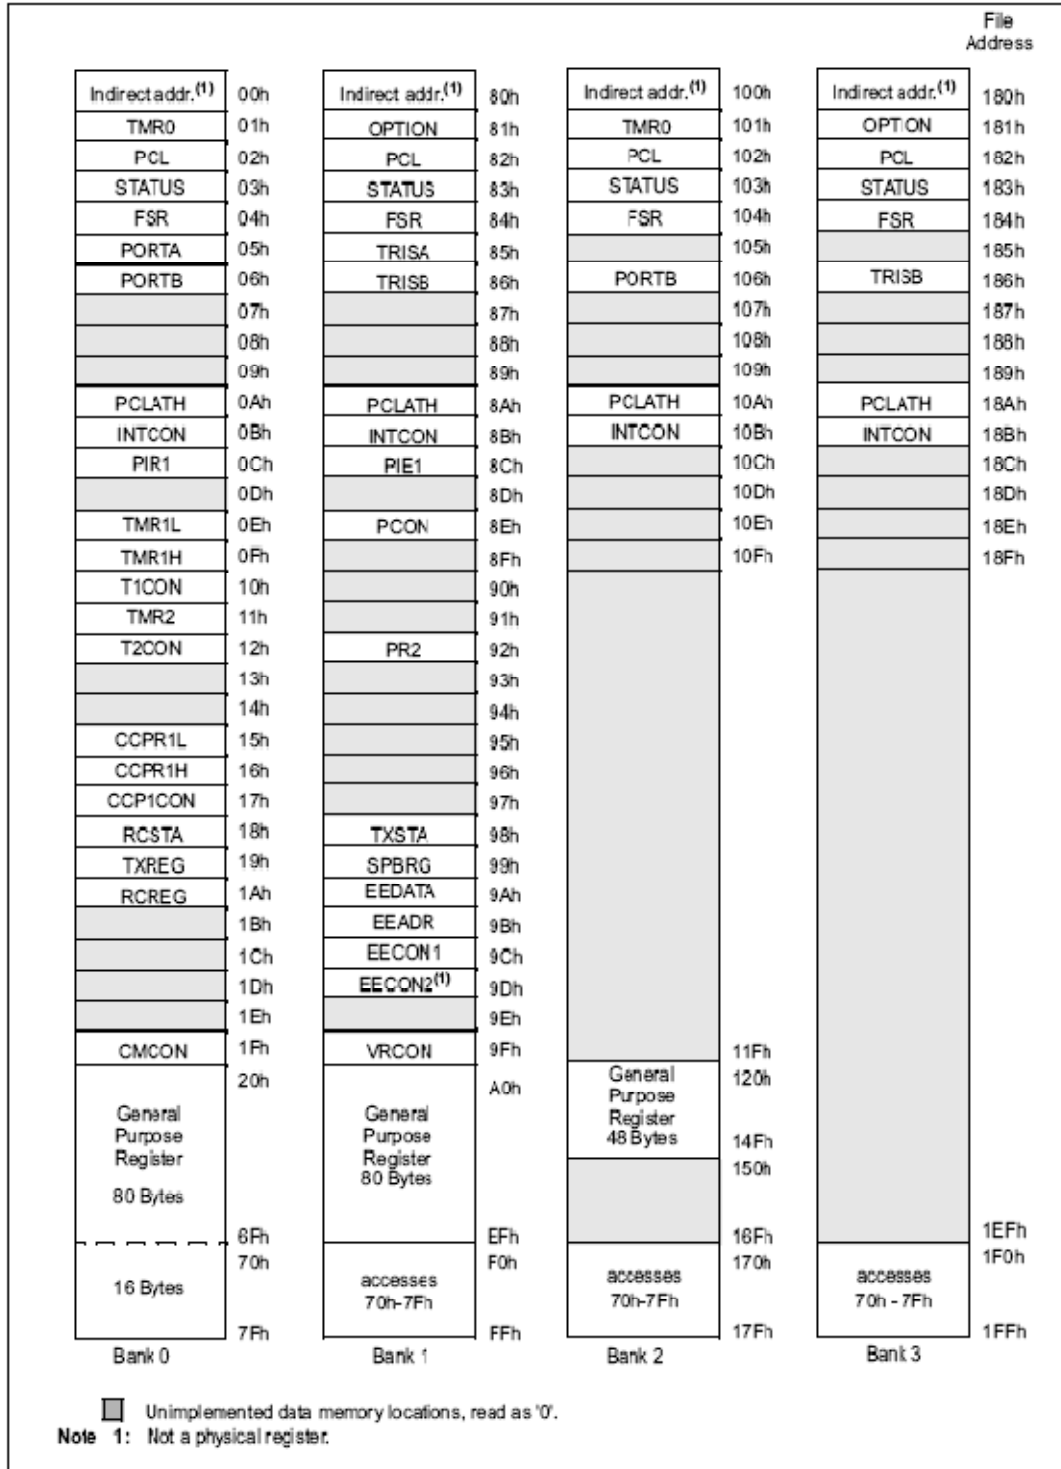 File
Address
Indirect addr.(1) 00h Indirect addr.(1) 80h Indirect addr.(1) 100h Indirect addr.(1) 180h
TMR0 01h OPTION 81h TMR0 101h OPTION 181h
PCL 02h PCL 82h PCL 102h PCL 182h
STATUS 03h STATUS 83h STATUS 103h STATUS 183h
FSR 04h FSR 84h FSR 104h FSR 184h
PORTA 05h TRISA 85h 105h 185h
PORTB 06h TRISB 86h PORTB 106h TRISB 186h
07h 87h 107h 187h
08h 88h 108h 188h
09h 89h 109h 189h
PCLATH 0Ah PCLATH 8Ah PCLATH 10Ah PCLATH 18Ah
INTCON 0Bh INTCON 8Bh INTCON 10Bh INTCON 18Bh
PIR1 0Ch PIE1 8Ch 10Ch 18Ch
0Dh 8Dh 10Dh 18Dh
TMR1L 0Eh PCON 8Eh 10Eh 18Eh
TMR1H 0Fh 8Fh 10Fh 18Fh
T1CON 10h 90h
TMR2 11h 91h
T2CON 12h PR2 92h
13h 93h
14h 94h
CCPR1L 15h 95h
CCPR1H 16h 96h
CCP1CON 17h 97h
RCSTA 18h TXSTA 98h
TXREG 19h SPBRG 99h
RCREG 1Ah EEDATA 9Ah
1Bh EEADR 9Bh
1Ch EECON1 9Ch
1Dh EECON2(1) 9Dh
1Eh 9Eh
CMCON 1Fh VRCON 9Fh 11Fh
20h A0h General 120h
General General Purpose
Purpose Purpose Register
Register Register 48 Bytes 14Fh
80 Bytes 80 Bytes 150h
6Fh EFh 16Fh 1EFh
70h F0h 170h 1F0h
16 Bytes accesses accesses accesses
70h-7Fh 70h-7Fh 70h - 7Fh
7Fh FFh 17Fh 1FFh
Bank 0 Bank 1 Bank 2 Bank 3
Unimplemented data memory locations, read as '0'.
Note 1: Not a physical register.